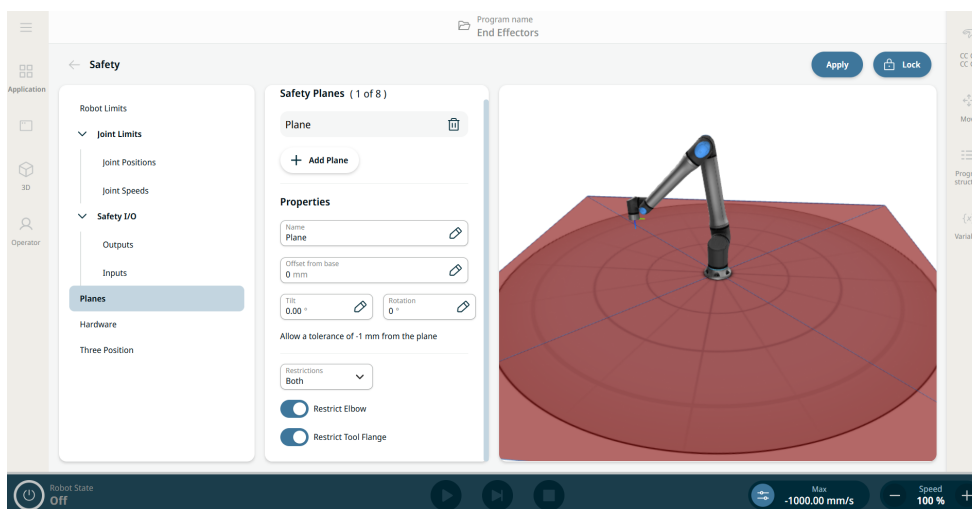 Program name
End Effectors
Safety
Apply
Lock
Application
3D
Operator
Robot Limits
Joint Limits
Joint Positions
Joint Speeds
Safety I/O
Outputs
Inputs
Planes
Hardware
Three Position
Safety Planes ( 1 of 8 )
Plane
Add Plane
Properties
Name
Plane
Offset from base
0 mm
Tilt
0.00 °
Rotation
0 °
Allow a tolerance of -1 mm from the plane
Restrictions
Both
Restrict Elbow
Restrict Tool Flange
Robot State
Off
Max
-1000.00 mm/s
Speed
100 %